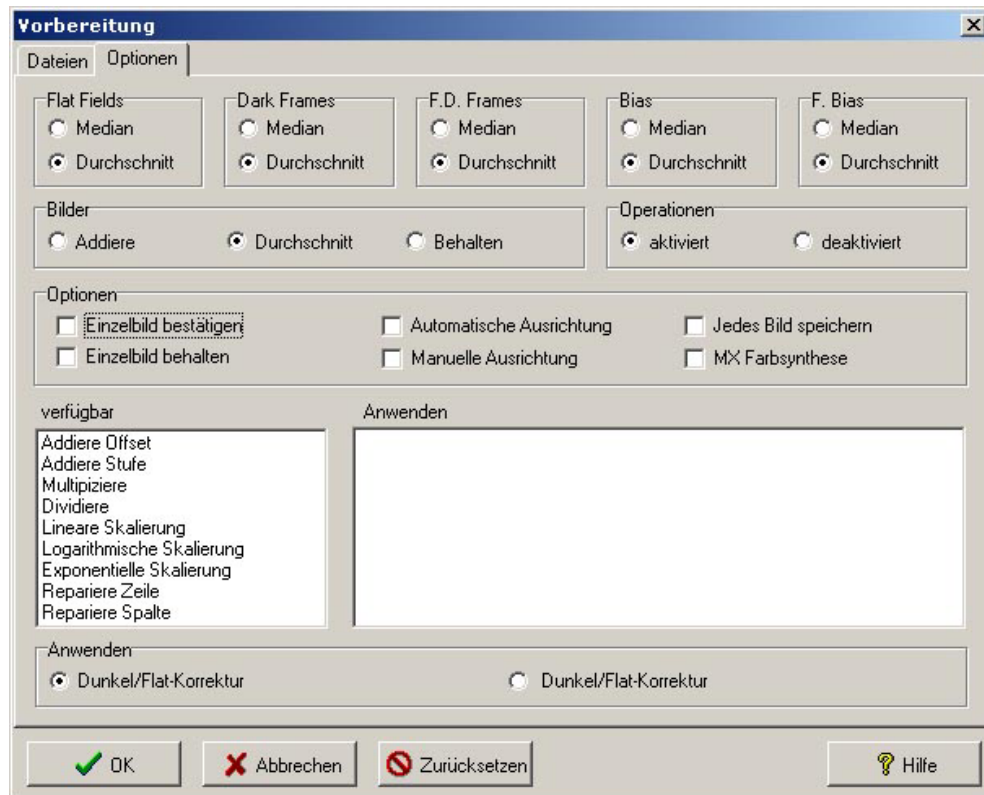 Vorbereitung
Dateien Optionen
Flat Fields Dark Frames F.D. Frames Bias F. Bias
Median Median Median Median Median
Durchschnitt Durchschnitt Durchschnitt Durchschnitt Durchschnitt
Bilder Operationen
Addiere Durchschnitt Behalten aktiviert deaktiviert
Optionen
Einzelbild bestätigen Automatische Ausrichtung Jedes Bild speichern
Einzelbild behalten Manuelle Ausrichtung MX Farbsynthese
verfügbar Anwenden
Addiere Offset
Addiere Stufe
Multipiziere
Dividiere
Lineare Skalierung
Logarithmische Skalierung
Exponentielle Skalierung
Repariere Zeile
Repariere Spalte
Anwenden
Dunkel/Flat-Korrektur Dunkel/Flat-Korrektur
OK Abbrechen Zurücksetzen Hilfe